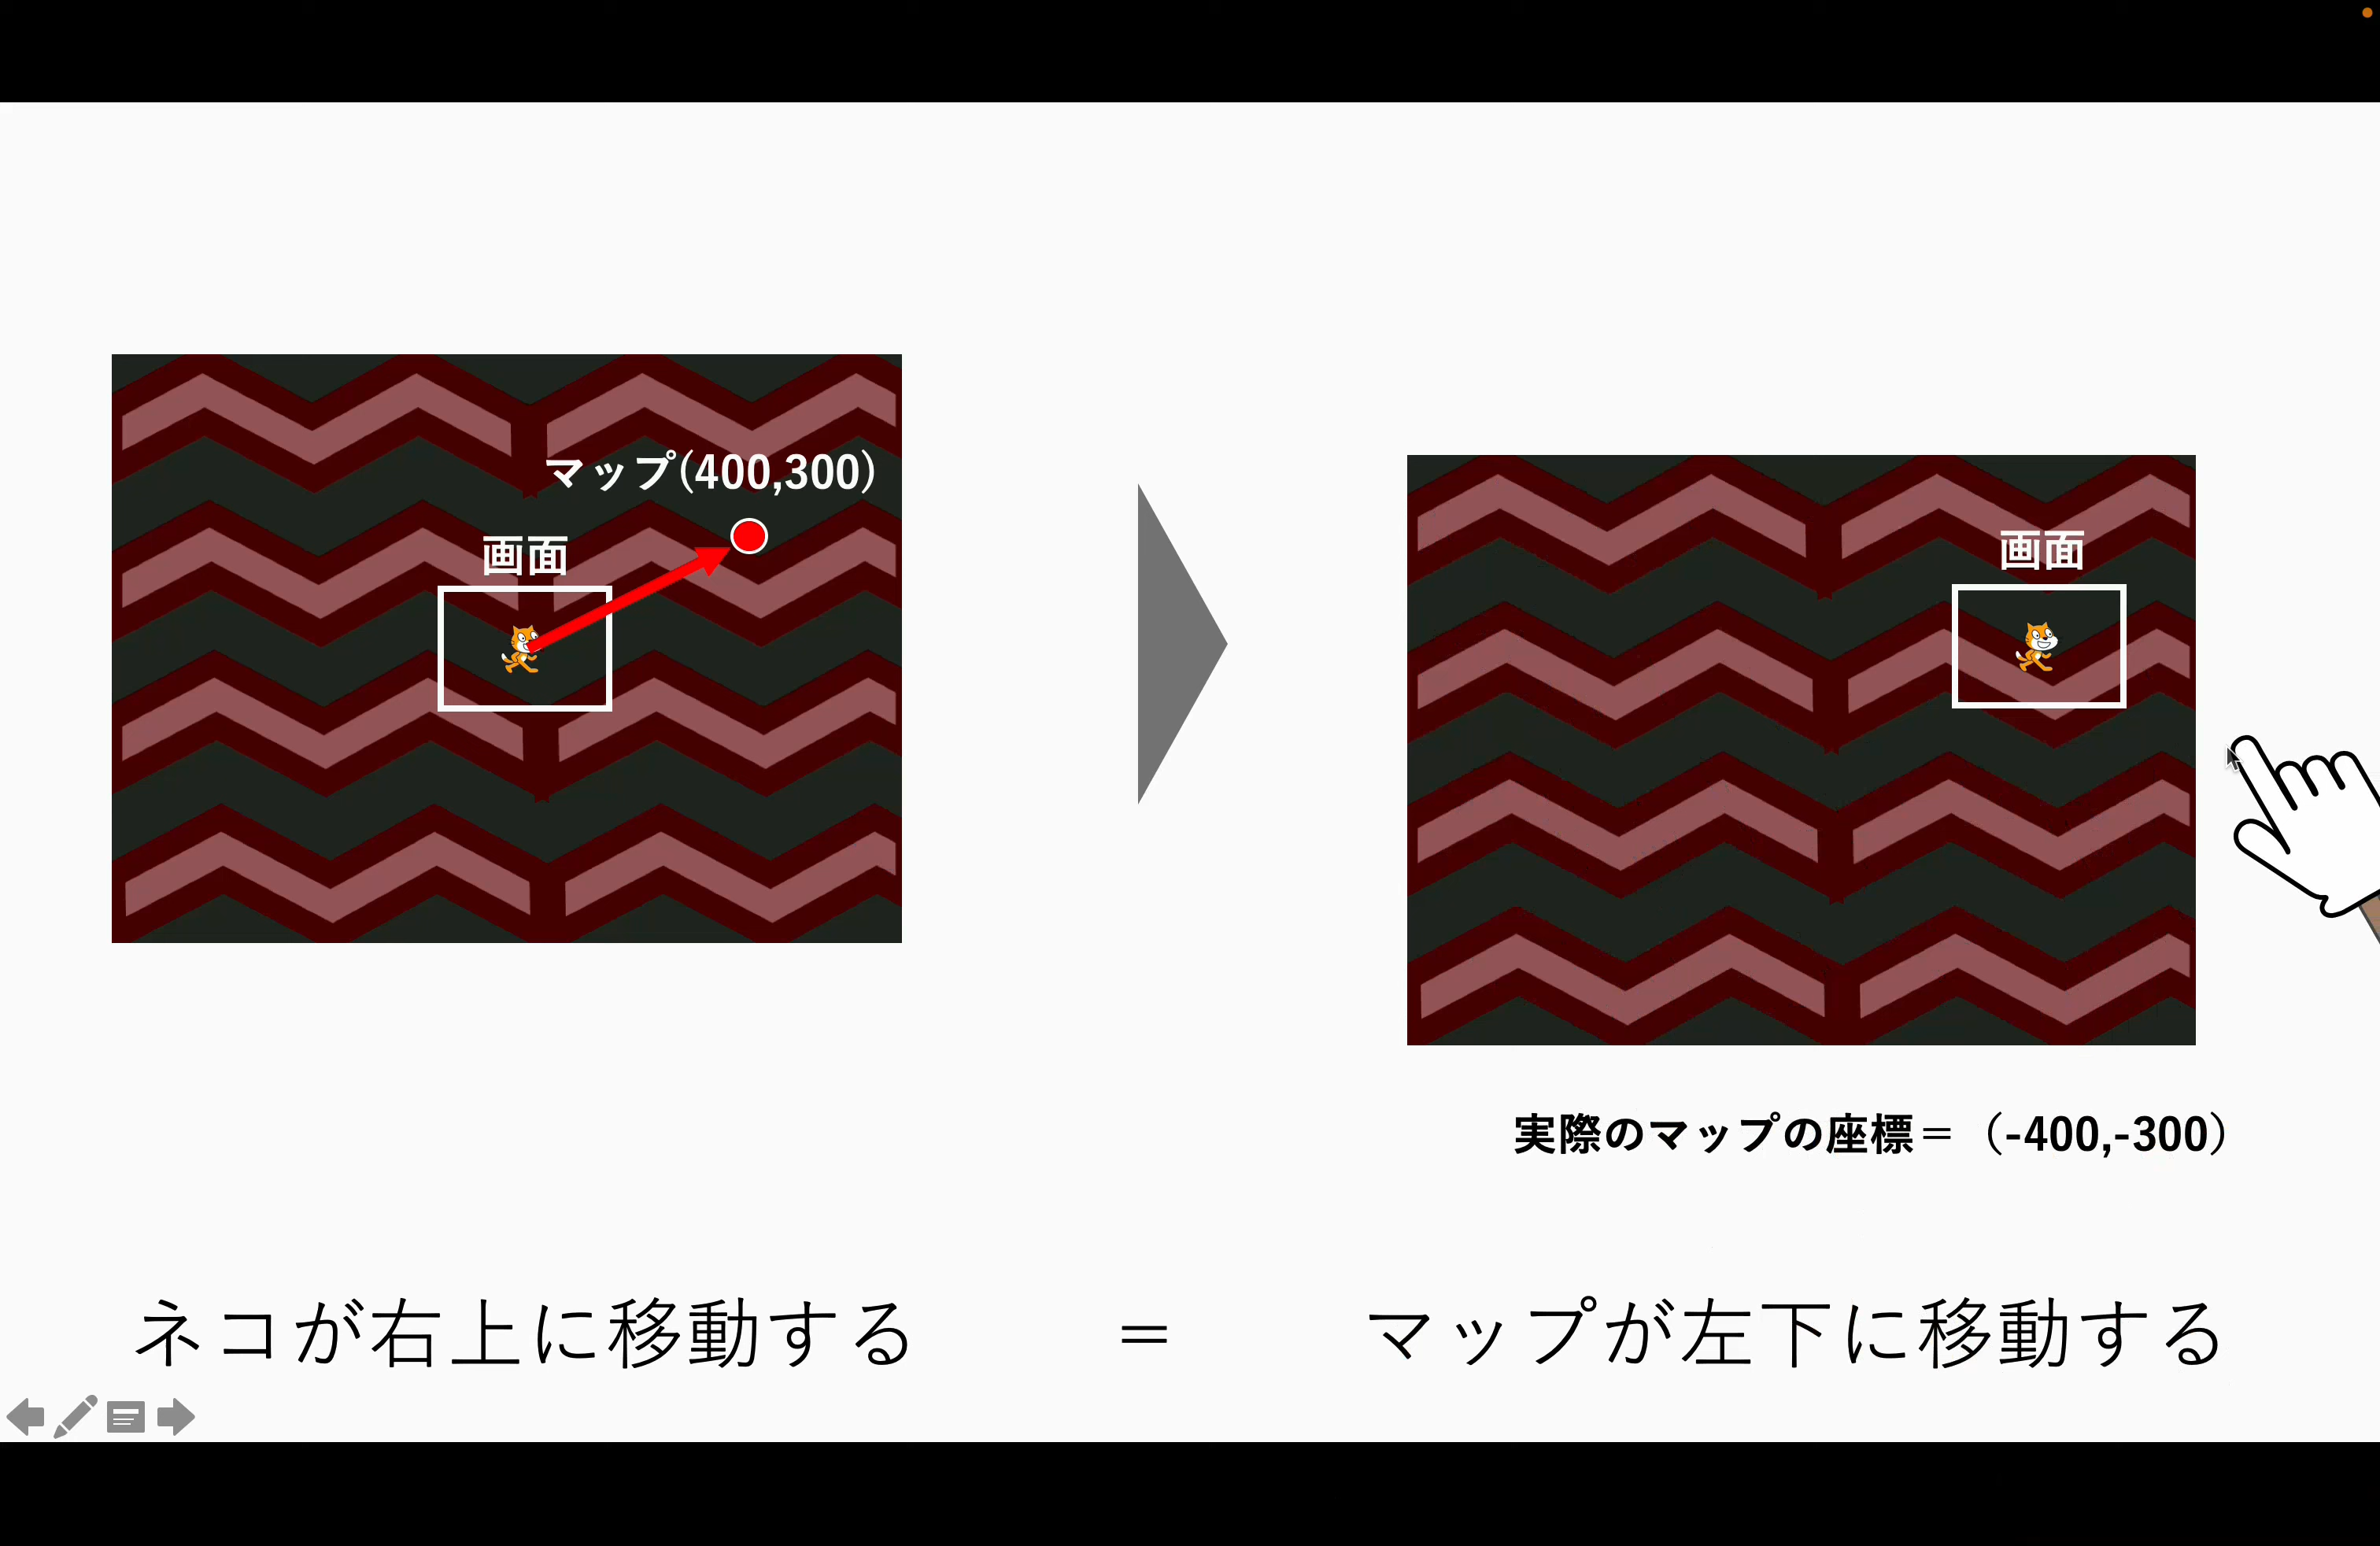 マップ(400,300)
画面
画面
実際のマップの座標＝（-400,-300）
ネコが右上に移動する ＝ マップが左下に移動する